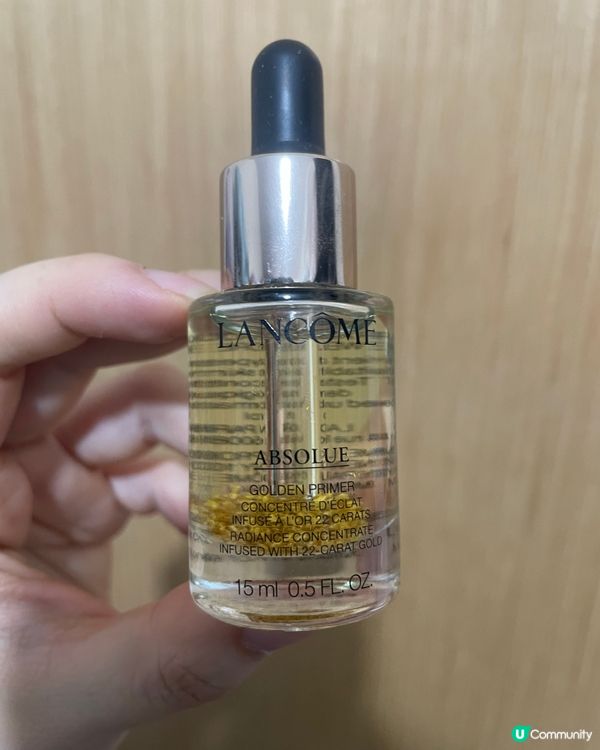 LANCÔME
ABSOLUE
GOLDEN PRIMER
CONCENTRÉ D'ÉCLAT
INFUSÉ À L'OR 22 CARATS
RADIANCE CONCENTRATE
INFUSED WITH 22-CARAT GOLD
15 ml 0.5 FL. OZ.
U Community